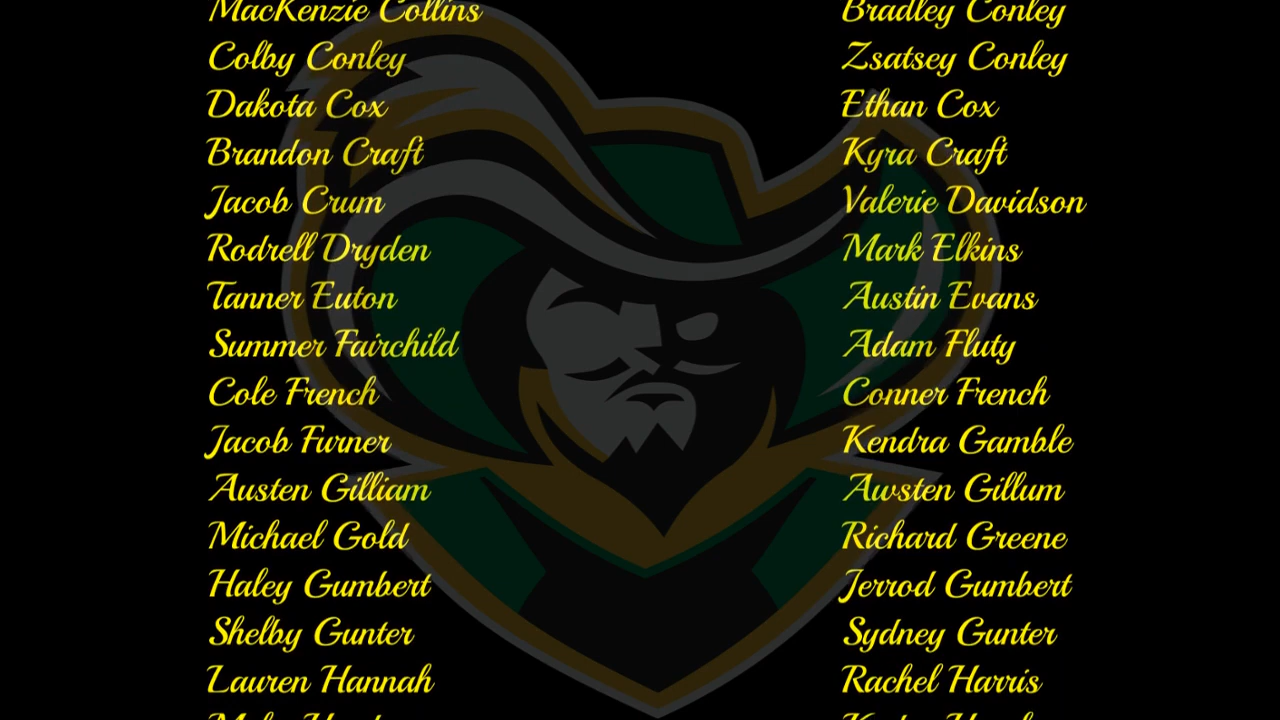 MacKenzie Collins Bradley Conley
Colby Conley Zsatsey Conley
Dakota Cox Ethan Cox
Brandon Craft Kyra Craft
Jacob Crum Valerie Davidson
Rodrell Dryden Mark Elkins
Tanner Euton Austin Evans
Summer Fairchild Adam Fluty
Cole French Conner French
Jacob Furner Kendra Gamble
Austen Gilliam Awsten Gillum
Michael Gold Richard Greene
Haley Gumbert Jerrod Gumbert
Shelby Gunter Sydney Gunter
Lauren Hannah Rachel Harris